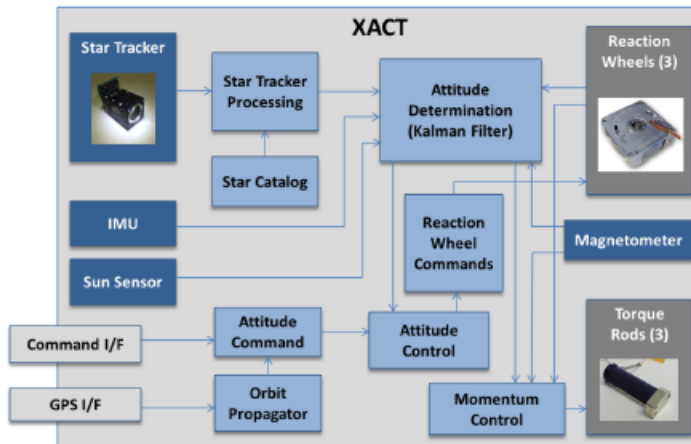 XACT
Star Tracker
Star Tracker
Processing
Star Catalog
Attitude
Determination
(Kalman Filter)
Reaction
Wheels (3)
IMU
Sun Sensor
Reaction
Wheel
Commands
Magnetometer
Command I/F
GPS I/F
Attitude
Command
Orbit
Propagator
Attitude
Control
Momentum
Control
Torque
Rods (3)